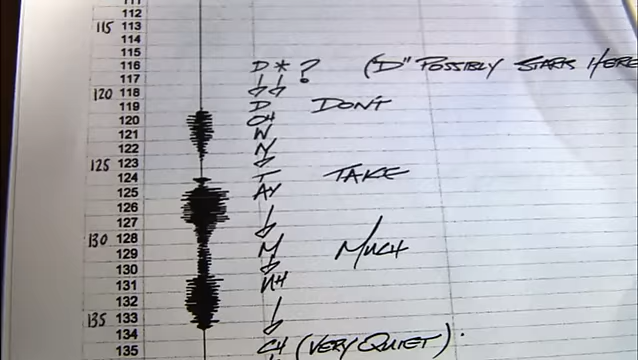 111
112
115 113
114
115
116 D *? (D" POSSIBLY STARTS HERE
117
120 118
119 D DONT
120 OH
121 W
122 N
125 123
124 T TAKE
125 AY
126
127
130 128 M MUCH
129
130
131 UH
132
135 133
134
135 CH (VERY QUIET).